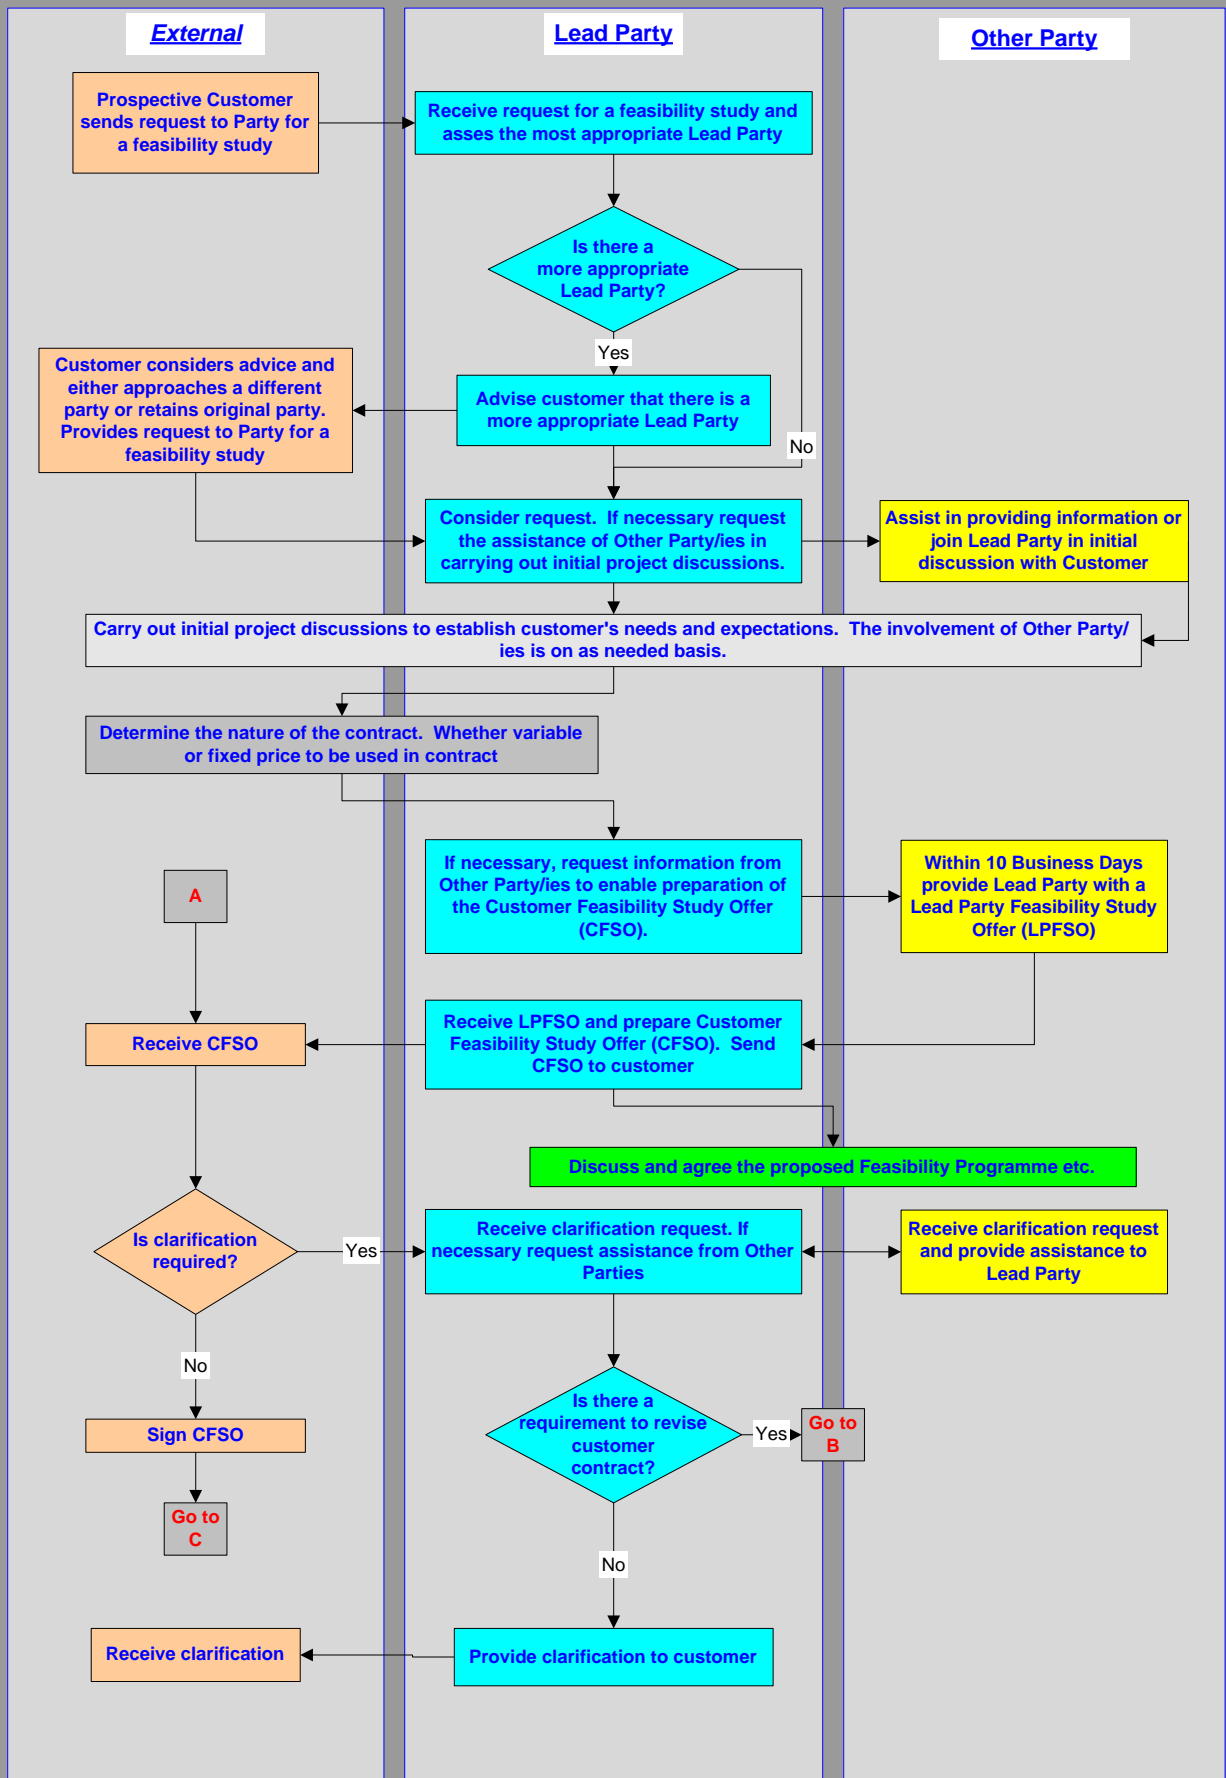 External
Lead Party
Other Party
Prospective Customer
sends request to Party for
a feasibility study
Receive request for a feasibility study and
asses the most appropriate Lead Party
Is there a
more appropriate
Lead Party?
Yes
No
Customer considers advice and
either approaches a different
party or retains original party.
Provides request to Party for a
feasibility study
Advise customer that there is a
more appropriate Lead Party
Consider request.  If necessary request
the assistance of Other Party/ies in
carrying out initial project discussions.
Assist in providing information or
join Lead Party in initial
discussion with Customer
Carry out initial project discussions to establish customer's needs and expectations.  The involvement of Other Party/
ies is on as needed basis.
Determine the nature of the contract.  Whether variable
or fixed price to be used in contract
If necessary, request information from
Other Party/ies to enable preparation of
the Customer Feasibility Study Offer
(CFSO).
Within 10 Business Days
provide Lead Party with a
Lead Party Feasibility Study
Offer (LPFSO)
A
Receive CFSO
Receive LPFSO and prepare Customer
Feasibility Study Offer (CFSO).  Send
CFSO to customer
Discuss and agree the proposed Feasibility Programme etc.
Is clarification
required?
Yes
Receive clarification request. If
necessary request assistance from Other
Parties
Receive clarification request
and provide assistance to
Lead Party
No
Sign CFSO
Is there a
requirement to revise
customer
contract?
Yes
Go to
B
Go to
C
No
Receive clarification
Provide clarification to customer